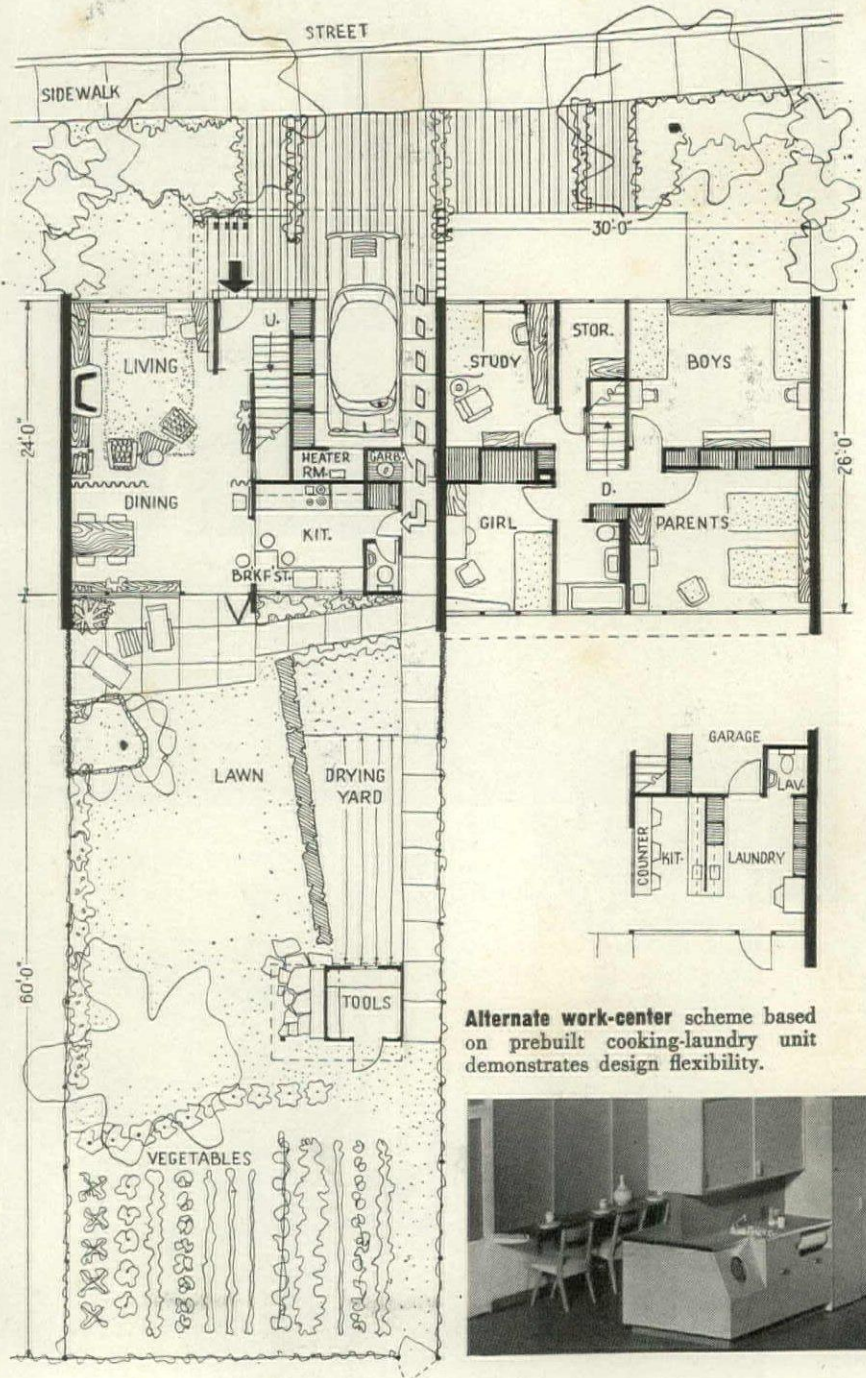 STREET
SIDEWALK
30'-0"
U.
LIVING
STUDY
STOR.
BOYS
24'-0"
26'-0"
HEATER
RM.
GARB.
DINING
D.
KIT.
GIRL
PARENTS
BRKF'ST.
GARAGE
LAV.
LAWN
DRYING
YARD
COUNTER
KIT.
LAUNDRY
60'-0"
TOOLS
Alternate work-center scheme based
on prebuilt cooking-laundry unit
demonstrates design flexibility.
VEGETABLES